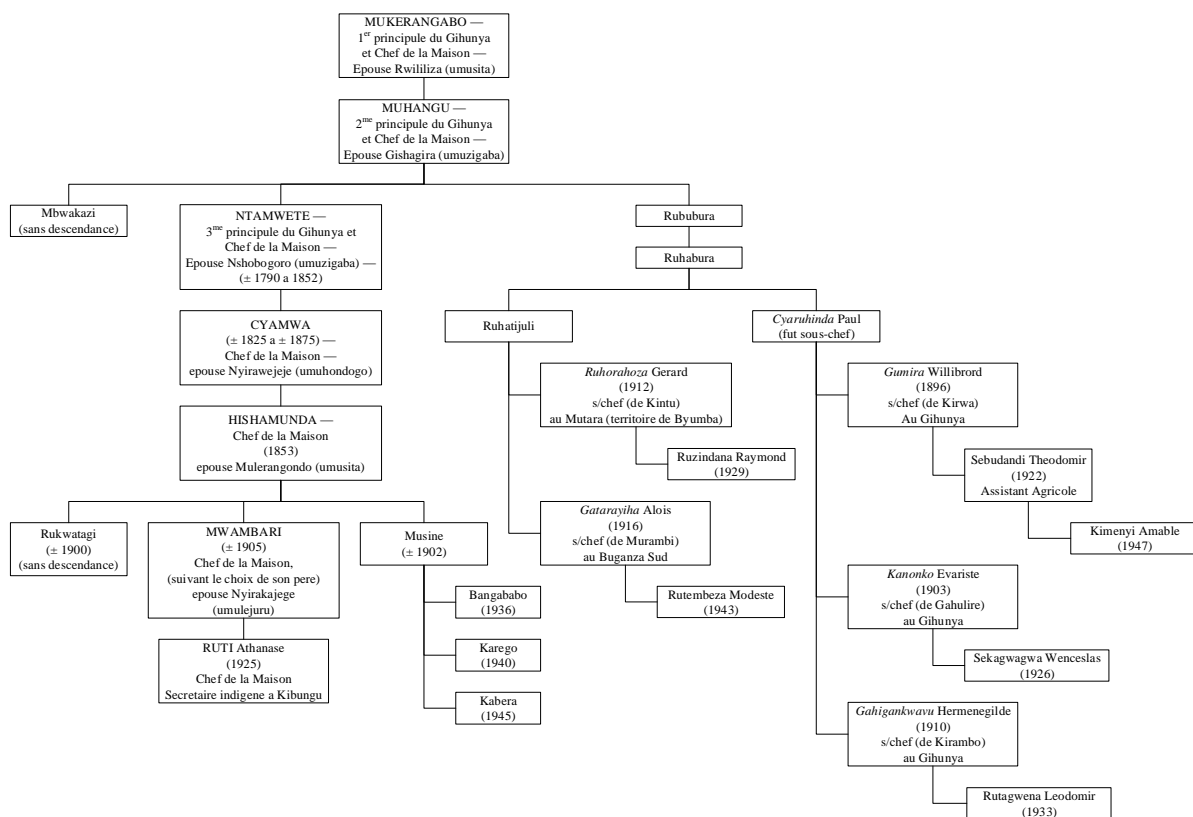 MUKERANGABO —
1er principule du Gihunya
et Chef de la Maison —
Epouse Rwililiza (umusita)
MUHANGU —
2me principule du Gihunya
et Chef de la Maison —
Epouse Gishagira (umuzigaba)
Mbwakazi
(sans descendance)
NTAMWETE —
3me principule du Gihunya et
Chef de la Maison —
Epouse Nshobogoro (umuzigaba) —
(± 1790 a 1852)
Rububura
Ruhabura
CYAMWA
(± 1825 a ± 1875) —
Chef de la Maison —
epouse Nyirawejeje (umuhondogo)
HISHAMUNDA —
Chef de la Maison
(1853)
epouse Mulerangondo (umusita)
Rukwatagi
(± 1900)
(sans descendance)
MWAMBARI
(± 1905)
Chef de la Maison,
(suivant le choix de son pere)
epouse Nyirakajege
(umulejuru)
RUTI Athanase
(1925)
Chef de la Maison
Secretaire indigene a Kibungu
Musine
(± 1902)
Bangababo
(1936)
Karego
(1940)
Kabera
(1945)
Ruhatijuli
Ruhorahoza Gerard
(1912)
s/chef (de Kintu)
au Mutara (territoire de Byumba)
Ruzindana Raymond
(1929)
Gatarayiha Alois
(1916)
s/chef (de Murambi)
au Buganza Sud
Rutembeza Modeste
(1943)
Cyaruhinda Paul
(fut sous-chef)
Gumira Willibrord
(1896)
s/chef (de Kirwa)
Au Gihunya
Sebudandi Theodomir
(1922)
Assistant Agricole
Kimenyi Amable
(1947)
Kanonko Evariste
(1903)
s/chef (de Gahulire)
au Gihunya
Sekagwagwa Wenceslas
(1926)
Gahigankwavu Hermenegilde
(1910)
s/chef (de Kirambo)
au Gihunya
Rutagwena Leodomir
(1933)